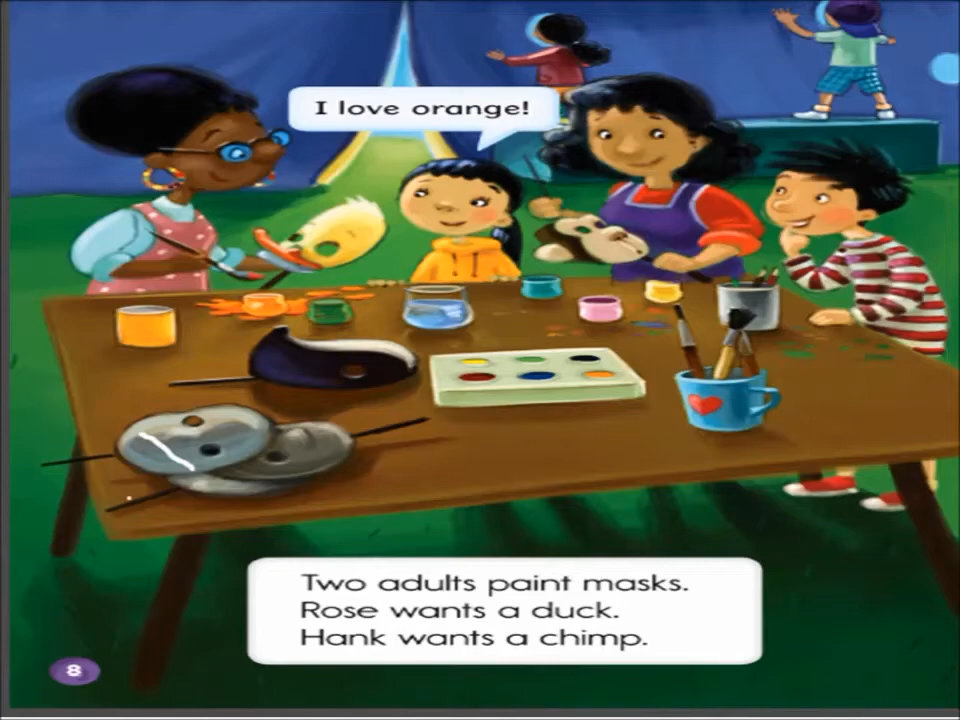 I love orange!
Two adults paint masks.
Rose wants a duck.
Hank wants a chimp.
8